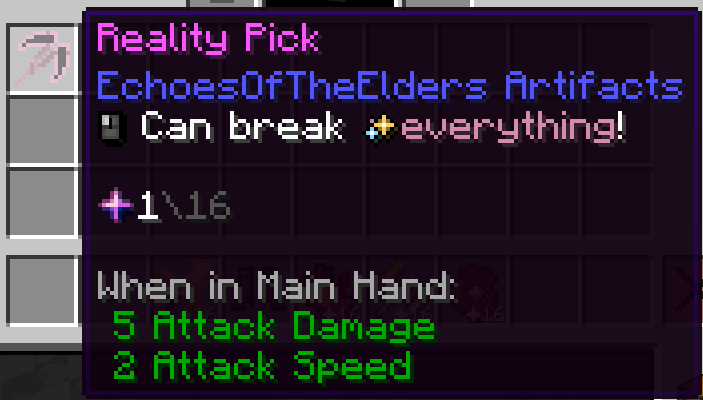 Reality Pick
EchoesOfTheElders Artifacts
Can break everything!
1\16
When in Main Hand:
5 Attack Damage
2 Attack Speed
16